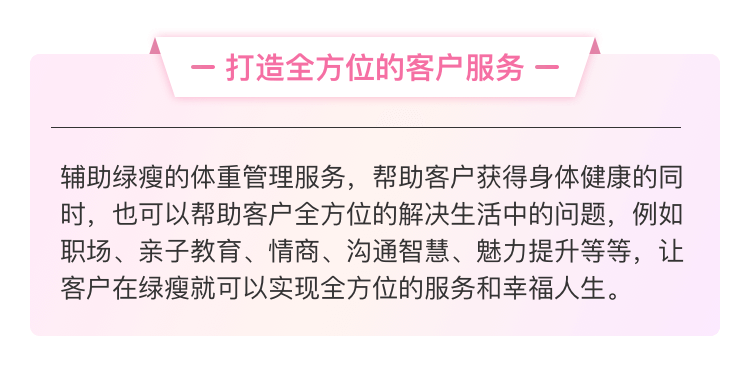 — 打造全方位的客户服务 —
辅助绿瘦的体重管理服务，帮助客户获得身体健康的同
时，也可以帮助客户全方位的解决生活中的问题，例如
职场、亲子教育、情商、沟通智慧、魅力提升等等，让
客户在绿瘦就可以实现全方位的服务和幸福人生。